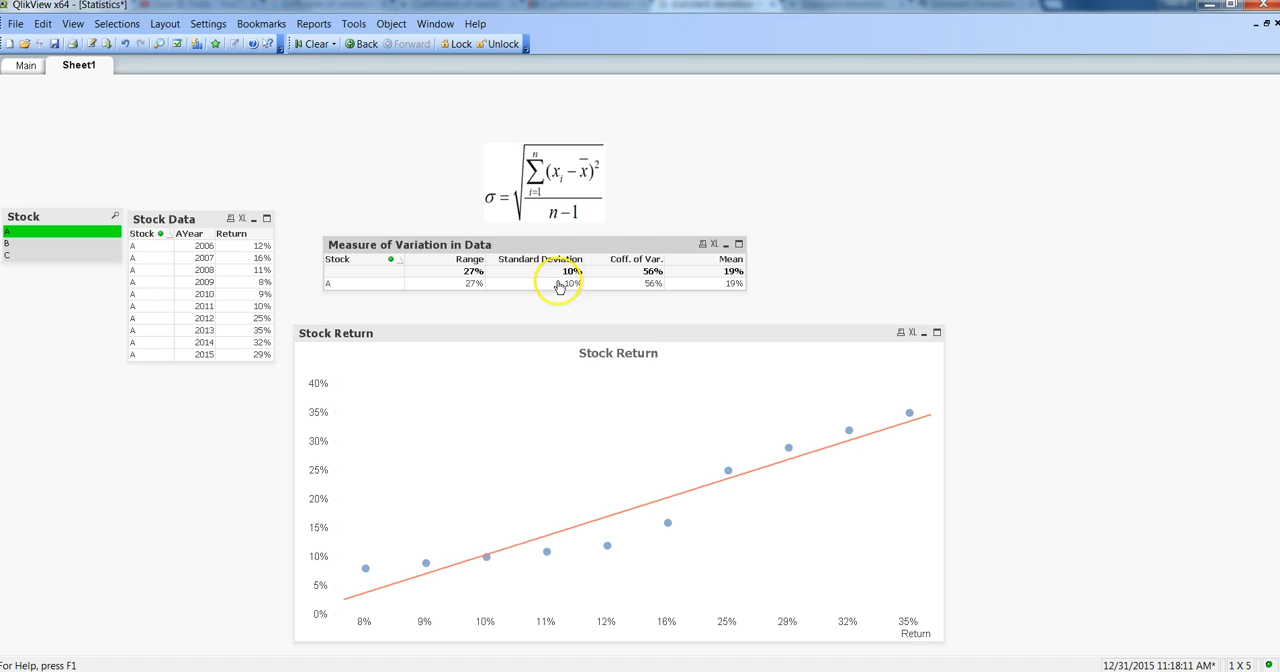 QlikView x64 - [Statistics*]
File Edit View Selections Layout Settings Bookmarks Reports Tools Object Window Help
Clear Back Forward Lock Unlock
Main Sheet1
σ = √ n ∑ i=1 (xᵢ − x̄)² n − 1
Stock
A
B
C
Stock Data XL
Stock AYear Return
A 2006 12%
A 2007 16%
A 2008 11%
A 2009 8%
A 2010 9%
A 2011 10%
A 2012 25%
A 2013 35%
A 2014 32%
A 2015 29%
Measure of Variation in Data XL
Stock Range Standard Deviation Coff. of Var. Mean
27% 10% 56% 19%
A 27% 10% 56% 19%
Stock Return XL
Stock Return
40%
35%
30%
25%
20%
15%
10%
5%
0%
8% 9% 10% 11% 12% 16% 25% 29% 32% 35%
Return
For Help, press F1 12/31/2015 11:18:11 AM* 1 X 5